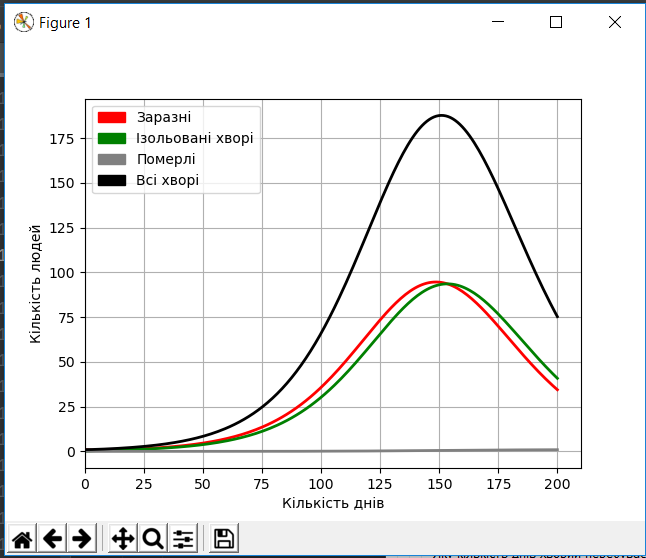 Figure 1
Заразні
Ізольовані хворі
Померлі
Всі хворі
Кількість людей
175
150
125
100
75
50
25
0
0 25 50 75 100 125 150 175 200
Кількість днів